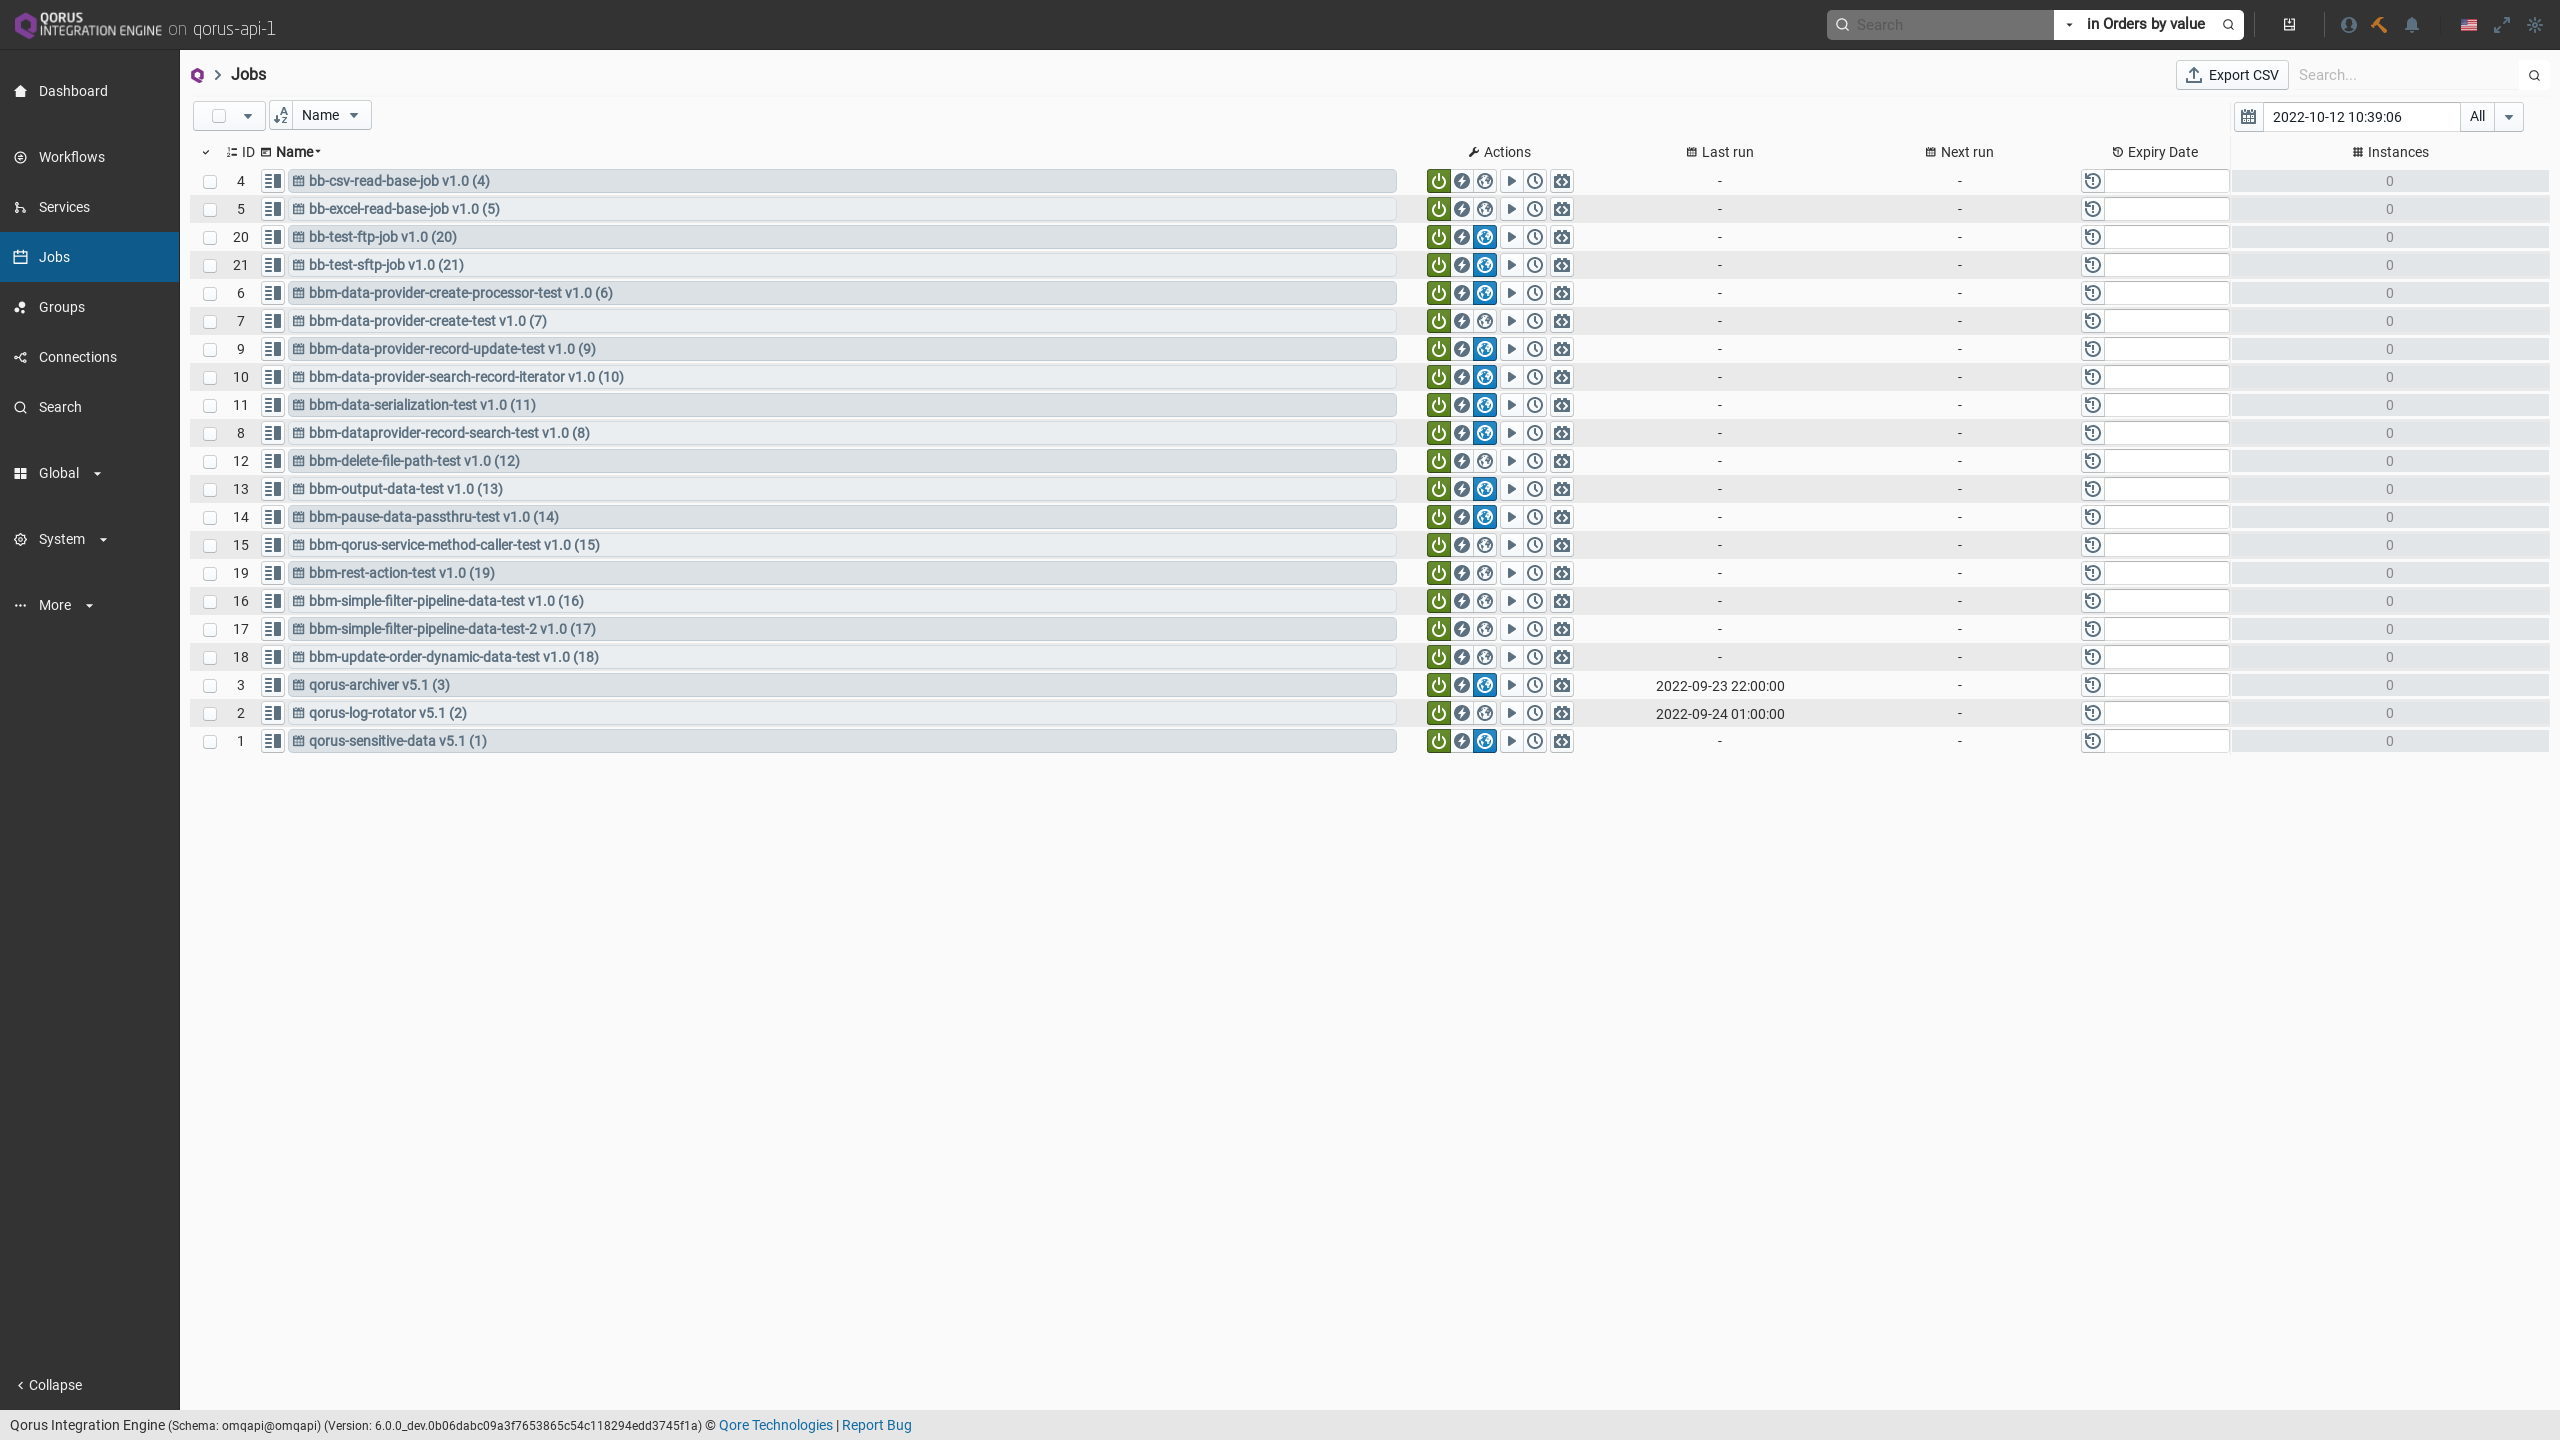 QORUS
INTEGRATION ENGINE on qorus-api-1
Search
in Orders by value
Dashboard
Workflows
Services
Jobs
Groups
Connections
Search
Global
System
More
Collapse
Jobs
Export CSV
Search...
Name
2022-10-12 10:39:06 All
ID Name Actions Last run Next run Expiry Date Instances
4 bb-csv-read-base-job v1.0 (4) - - 0
5 bb-excel-read-base-job v1.0 (5) - - 0
20 bb-test-ftp-job v1.0 (20) - - 0
21 bb-test-sftp-job v1.0 (21) - - 0
6 bbm-data-provider-create-processor-test v1.0 (6) - - 0
7 bbm-data-provider-create-test v1.0 (7) - - 0
9 bbm-data-provider-record-update-test v1.0 (9) - - 0
10 bbm-data-provider-search-record-iterator v1.0 (10) - - 0
11 bbm-data-serialization-test v1.0 (11) - - 0
8 bbm-dataprovider-record-search-test v1.0 (8) - - 0
12 bbm-delete-file-path-test v1.0 (12) - - 0
13 bbm-output-data-test v1.0 (13) - - 0
14 bbm-pause-data-passthru-test v1.0 (14) - - 0
15 bbm-qorus-service-method-caller-test v1.0 (15) - - 0
19 bbm-rest-action-test v1.0 (19) - - 0
16 bbm-simple-filter-pipeline-data-test v1.0 (16) - - 0
17 bbm-simple-filter-pipeline-data-test-2 v1.0 (17) - - 0
18 bbm-update-order-dynamic-data-test v1.0 (18) - - 0
3 qorus-archiver v5.1 (3) 2022-09-23 22:00:00 - 0
2 qorus-log-rotator v5.1 (2) 2022-09-24 01:00:00 - 0
1 qorus-sensitive-data v5.1 (1) - - 0
Qorus Integration Engine (Schema: omqapi@omqapi) (Version: 6.0.0_dev.0b06dabc09a3f7653865c54c118294edd3745f1a) © Qore Technologies | Report Bug